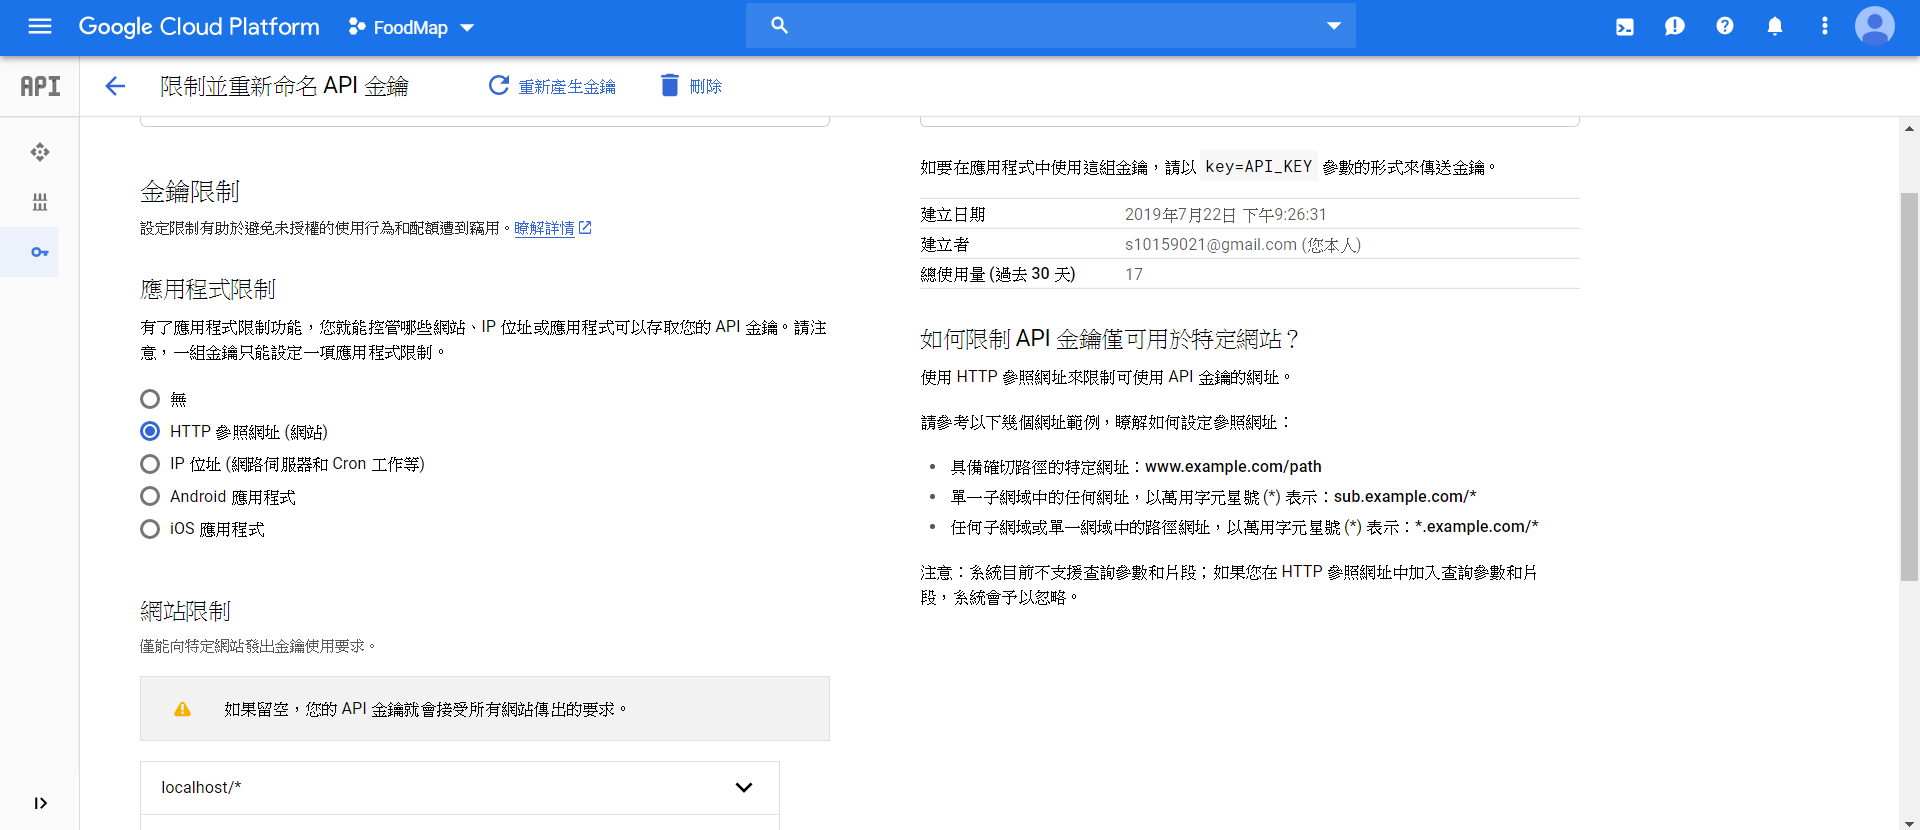 Google Cloud Platform
FoodMap
API
限制並重新命名 API 金鑰
重新產生金鑰
刪除
金鑰限制
設定限制有助於避免未授權的使用行為和配額遭到竊用。瞭解詳情
應用程式限制
有了應用程式限制功能，您就能控管哪些網站、IP 位址或應用程式可以存取您的 API 金鑰。請注
意，一組金鑰只能設定一項應用程式限制。
無
HTTP 參照網址 (網站)
IP 位址 (網路伺服器和 Cron 工作等)
Android 應用程式
iOS 應用程式
網站限制
僅能向特定網站發出金鑰使用要求。
如果留空，您的 API 金鑰就會接受所有網站傳出的要求。
localhost/*
如要在應用程式中使用這組金鑰，請以 key=API_KEY 參數的形式來傳送金鑰。
建立日期 2019年7月22日 下午9:26:31
建立者 s10159021@gmail.com (您本人)
總使用量 (過去 30 天) 17
如何限制 API 金鑰僅可用於特定網站？
使用 HTTP 參照網址來限制可使用 API 金鑰的網址。
請參考以下幾個網址範例，瞭解如何設定參照網址：
• 具備確切路徑的特定網址：www.example.com/path
• 單一子網域中的任何網址，以萬用字元星號 (*) 表示：sub.example.com/*
• 任何子網域或單一網域中的路徑網址，以萬用字元星號 (*) 表示：*.example.com/*
注意：系統目前不支援查詢參數和片段；如果您在 HTTP 參照網址中加入查詢參數和片
段，系統會予以忽略。